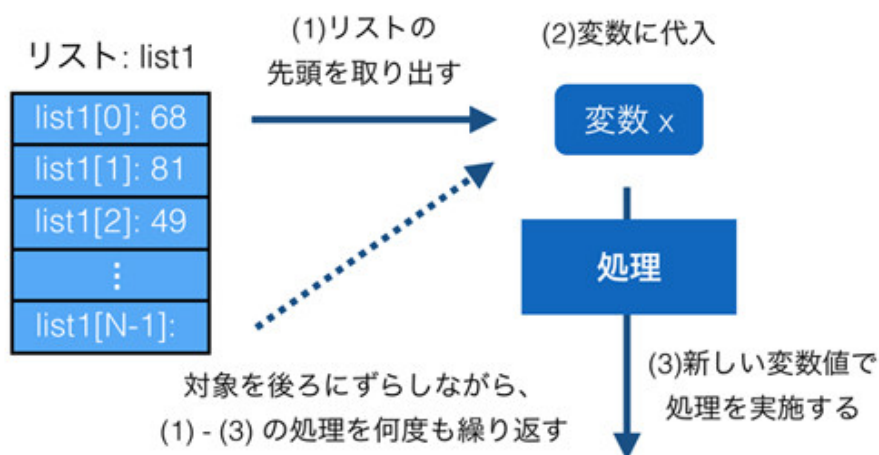 リスト: list1
list1[0]: 68
list1[1]: 81
list1[2]: 49
⋮
list1[N-1]:
(1)リストの
先頭を取り出す
(2)変数に代入
変数 x
処理
(3)新しい変数値で
処理を実施する
対象を後ろにずらしながら、
(1) - (3) の処理を何度も繰り返す